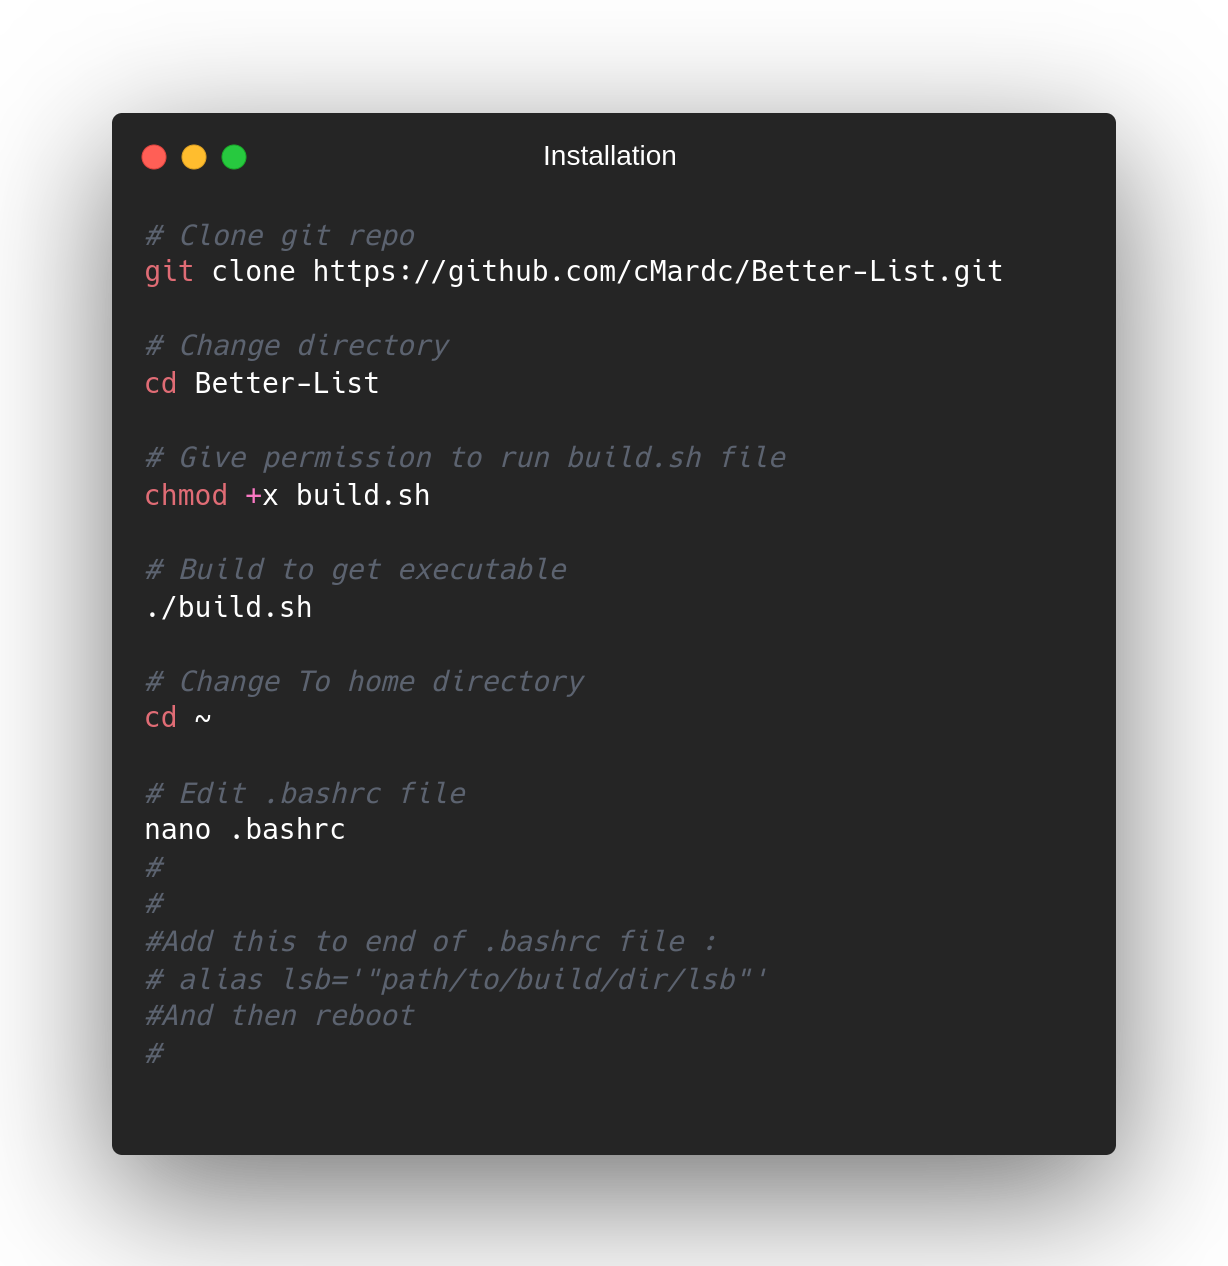 Installation
# Clone git repo
git clone https://github.com/cMardc/Better-List.git
# Change directory
cd Better-List
# Give permission to run build.sh file
chmod +x build.sh
# Build to get executable
./build.sh
# Change To home directory
cd ~
# Edit .bashrc file
nano .bashrc
#
#
#Add this to end of .bashrc file :
# alias lsb='"path/to/build/dir/lsb"'
#And then reboot
#